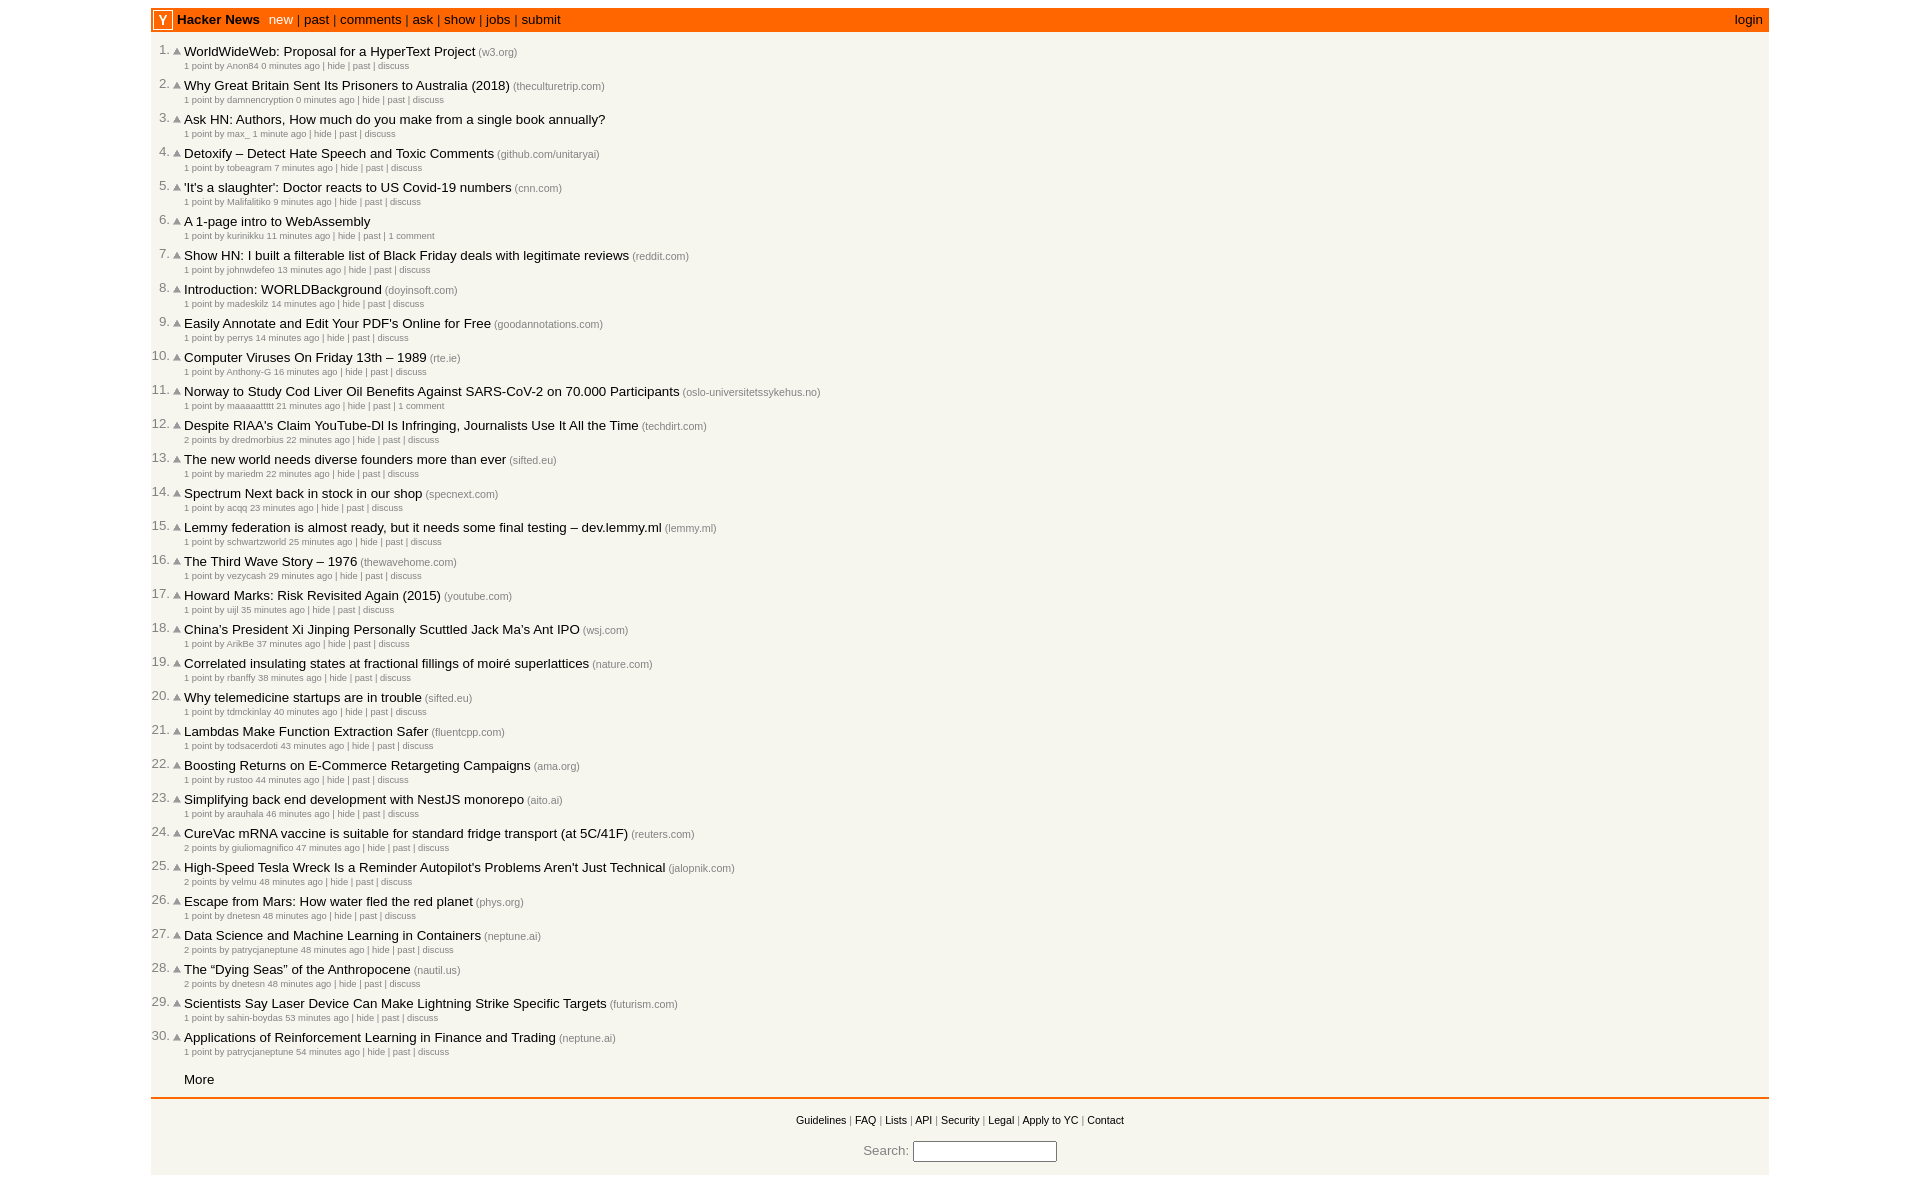 Y Hacker News new | past | comments | ask | show | jobs | submit login
1. WorldWideWeb: Proposal for a HyperText Project (w3.org)
1 point by Anon84 0 minutes ago | hide | past | discuss
2. Why Great Britain Sent Its Prisoners to Australia (2018) (theculturetrip.com)
1 point by damnencryption 0 minutes ago | hide | past | discuss
3. Ask HN: Authors, How much do you make from a single book annually?
1 point by max_ 1 minute ago | hide | past | discuss
4. Detoxify – Detect Hate Speech and Toxic Comments (github.com/unitaryai)
1 point by tobeagram 7 minutes ago | hide | past | discuss
5. 'It's a slaughter': Doctor reacts to US Covid-19 numbers (cnn.com)
1 point by Malifalitiko 9 minutes ago | hide | past | discuss
6. A 1-page intro to WebAssembly
1 point by kurinikku 11 minutes ago | hide | past | 1 comment
7. Show HN: I built a filterable list of Black Friday deals with legitimate reviews (reddit.com)
1 point by johnwdefeo 13 minutes ago | hide | past | discuss
8. Introduction: WORLDBackground (doyinsoft.com)
1 point by madeskilz 14 minutes ago | hide | past | discuss
9. Easily Annotate and Edit Your PDF's Online for Free (goodannotations.com)
1 point by perrys 14 minutes ago | hide | past | discuss
10. Computer Viruses On Friday 13th – 1989 (rte.ie)
1 point by Anthony-G 16 minutes ago | hide | past | discuss
11. Norway to Study Cod Liver Oil Benefits Against SARS-CoV-2 on 70.000 Participants (oslo-universitetssykehus.no)
1 point by maaaaattttt 21 minutes ago | hide | past | 1 comment
12. Despite RIAA's Claim YouTube-Dl Is Infringing, Journalists Use It All the Time (techdirt.com)
2 points by dredmorbius 22 minutes ago | hide | past | discuss
13. The new world needs diverse founders more than ever (sifted.eu)
1 point by mariedm 22 minutes ago | hide | past | discuss
14. Spectrum Next back in stock in our shop (specnext.com)
1 point by acqq 23 minutes ago | hide | past | discuss
15. Lemmy federation is almost ready, but it needs some final testing – dev.lemmy.ml (lemmy.ml)
1 point by schwartzworld 25 minutes ago | hide | past | discuss
16. The Third Wave Story – 1976 (thewavehome.com)
1 point by vezycash 29 minutes ago | hide | past | discuss
17. Howard Marks: Risk Revisited Again (2015) (youtube.com)
1 point by uijl 35 minutes ago | hide | past | discuss
18. China’s President Xi Jinping Personally Scuttled Jack Ma’s Ant IPO (wsj.com)
1 point by ArikBe 37 minutes ago | hide | past | discuss
19. Correlated insulating states at fractional fillings of moiré superlattices (nature.com)
1 point by rbanffy 38 minutes ago | hide | past | discuss
20. Why telemedicine startups are in trouble (sifted.eu)
1 point by tdmckinlay 40 minutes ago | hide | past | discuss
21. Lambdas Make Function Extraction Safer (fluentcpp.com)
1 point by todsacerdoti 43 minutes ago | hide | past | discuss
22. Boosting Returns on E-Commerce Retargeting Campaigns (ama.org)
1 point by rustoo 44 minutes ago | hide | past | discuss
23. Simplifying back end development with NestJS monorepo (aito.ai)
1 point by arauhala 46 minutes ago | hide | past | discuss
24. CureVac mRNA vaccine is suitable for standard fridge transport (at 5C/41F) (reuters.com)
2 points by giuliomagnifico 47 minutes ago | hide | past | discuss
25. High-Speed Tesla Wreck Is a Reminder Autopilot's Problems Aren't Just Technical (jalopnik.com)
2 points by velmu 48 minutes ago | hide | past | discuss
26. Escape from Mars: How water fled the red planet (phys.org)
1 point by dnetesn 48 minutes ago | hide | past | discuss
27. Data Science and Machine Learning in Containers (neptune.ai)
2 points by patrycjaneptune 48 minutes ago | hide | past | discuss
28. The “Dying Seas” of the Anthropocene (nautil.us)
2 points by dnetesn 48 minutes ago | hide | past | discuss
29. Scientists Say Laser Device Can Make Lightning Strike Specific Targets (futurism.com)
1 point by sahin-boydas 53 minutes ago | hide | past | discuss
30. Applications of Reinforcement Learning in Finance and Trading (neptune.ai)
1 point by patrycjaneptune 54 minutes ago | hide | past | discuss
More
Guidelines | FAQ | Lists | API | Security | Legal | Apply to YC | Contact
Search: